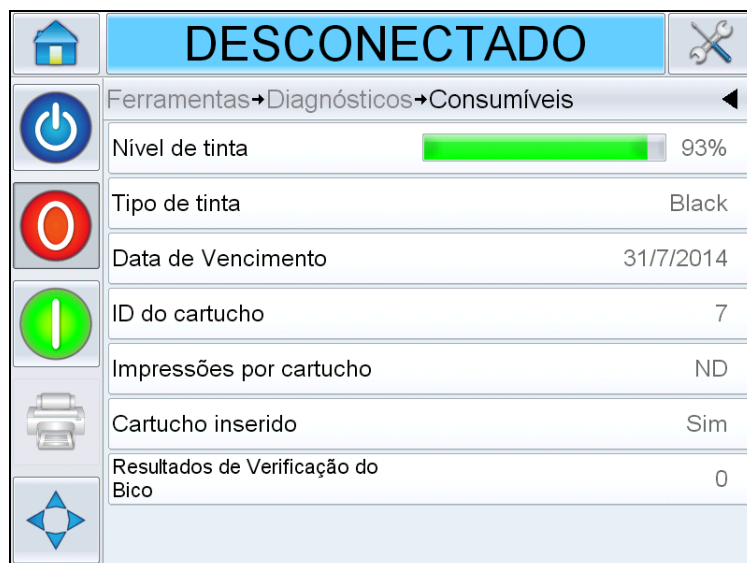 DESCONECTADO
Ferramentas→Diagnósticos→Consumíveis
Nível de tinta 93%
Tipo de tinta Black
Data de Vencimento 31/7/2014
ID do cartucho 7
Impressões por cartucho ND
Cartucho inserido Sim
Resultados de Verificação do
Bico 0